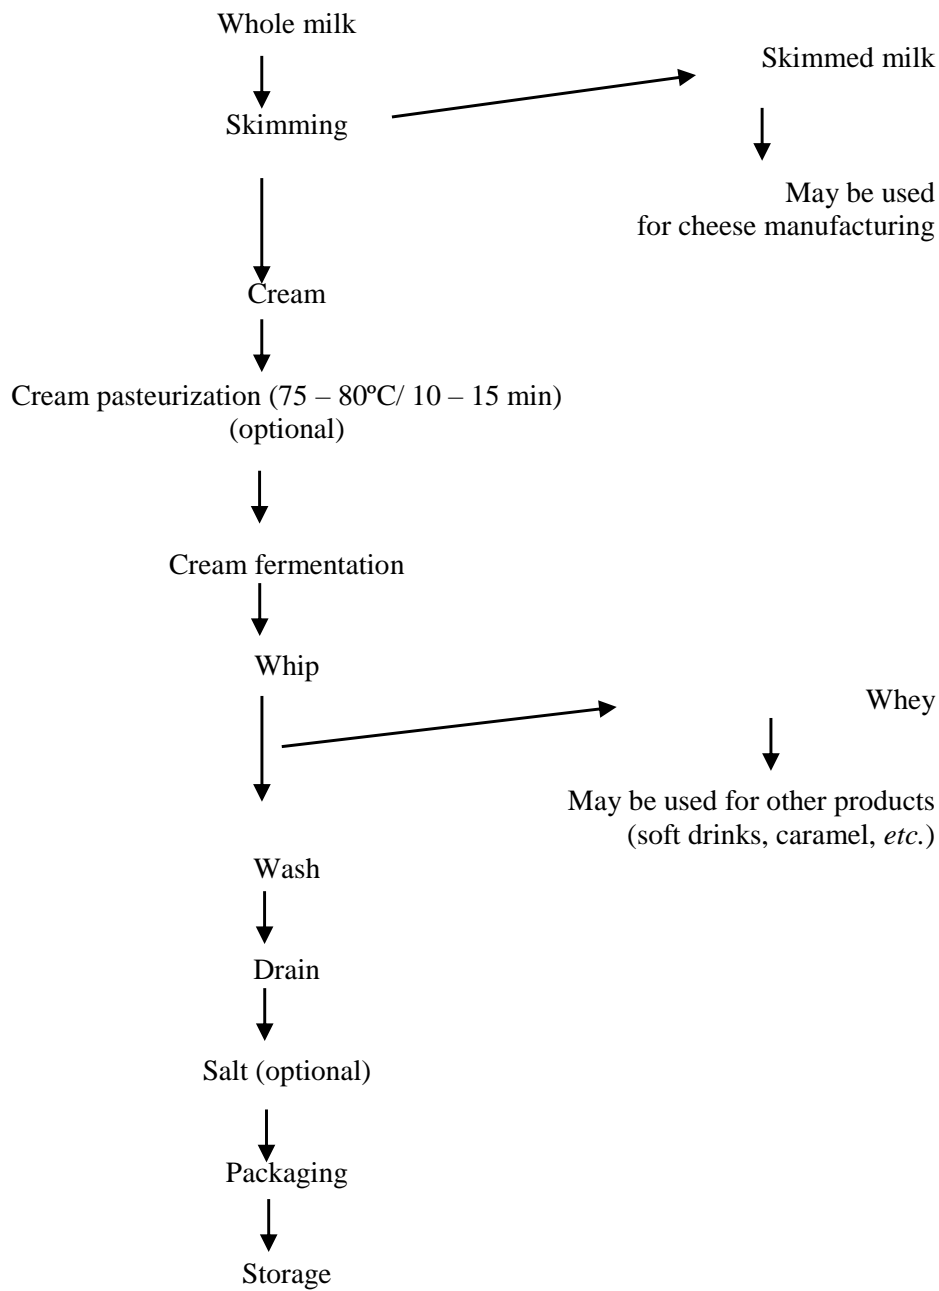 Whole milk
Skimmed milk
Skimming
May be used
for cheese manufacturing
Cream
Cream pasteurization (75 – 80ºC/ 10 – 15 min)
(optional)
Cream fermentation
Whip
Whey
May be used for other products
(soft drinks, caramel, etc.)
Wash
Drain
Salt (optional)
Packaging
Storage